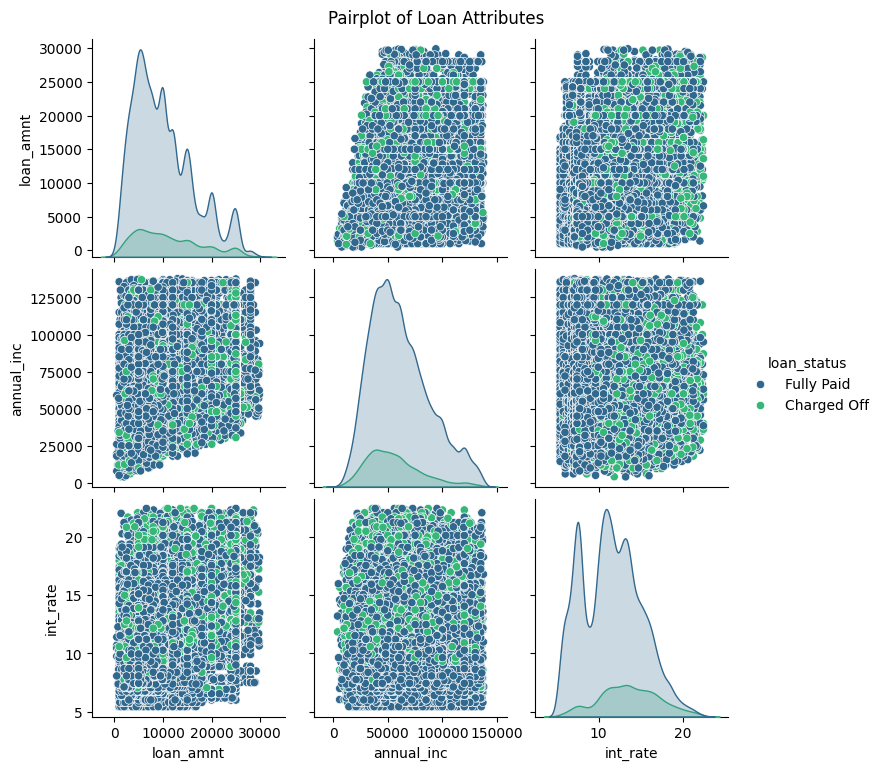 Pairplot of Loan Attributes
30000
25000
20000
15000
10000
5000
0
loan_amnt
125000
100000
75000
50000
25000
0
annual_inc
loan_status
Fully Paid
Charged Off
20
15
10
5
int_rate
0 10000 20000 30000
0 50000 100000 150000
10 20
loan_amnt
annual_inc
int_rate